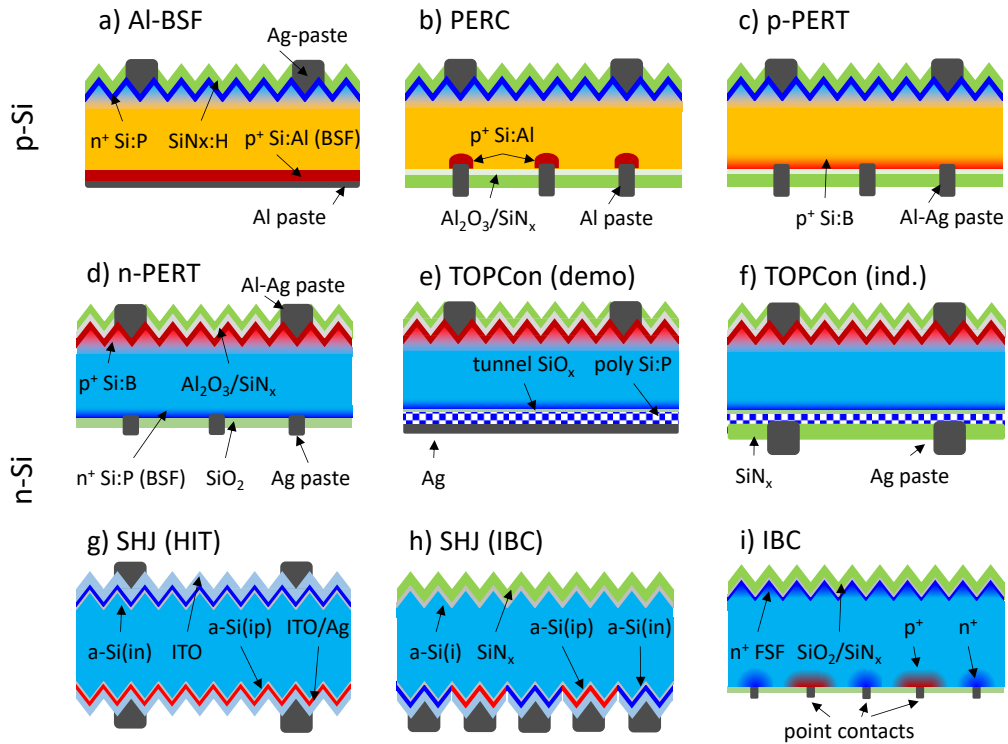 a) Al-BSF
b) PERC
c) p-PERT
Ag-paste
n⁺ Si:P
SiNx:H
p⁺ Si:Al (BSF)
Al paste
p⁺ Si:Al
Al₂O₃/SiNₓ
Al paste
p⁺ Si:B
Al-Ag paste
p-Si
d) n-PERT
e) TOPCon (demo)
f) TOPCon (ind.)
Al-Ag paste
p⁺ Si:B
Al₂O₃/SiNₓ
n⁺ Si:P (BSF)
SiO₂
Ag paste
tunnel SiOₓ
poly Si:P
Ag
SiNₓ
Ag paste
n-Si
g) SHJ (HIT)
h) SHJ (IBC)
i) IBC
a-Si(in)
ITO
a-Si(ip)
ITO/Ag
a-Si(i)
SiNₓ
a-Si(ip)
a-Si(in)
n⁺ FSF
SiO₂/SiNₓ
p⁺
n⁺
point contacts